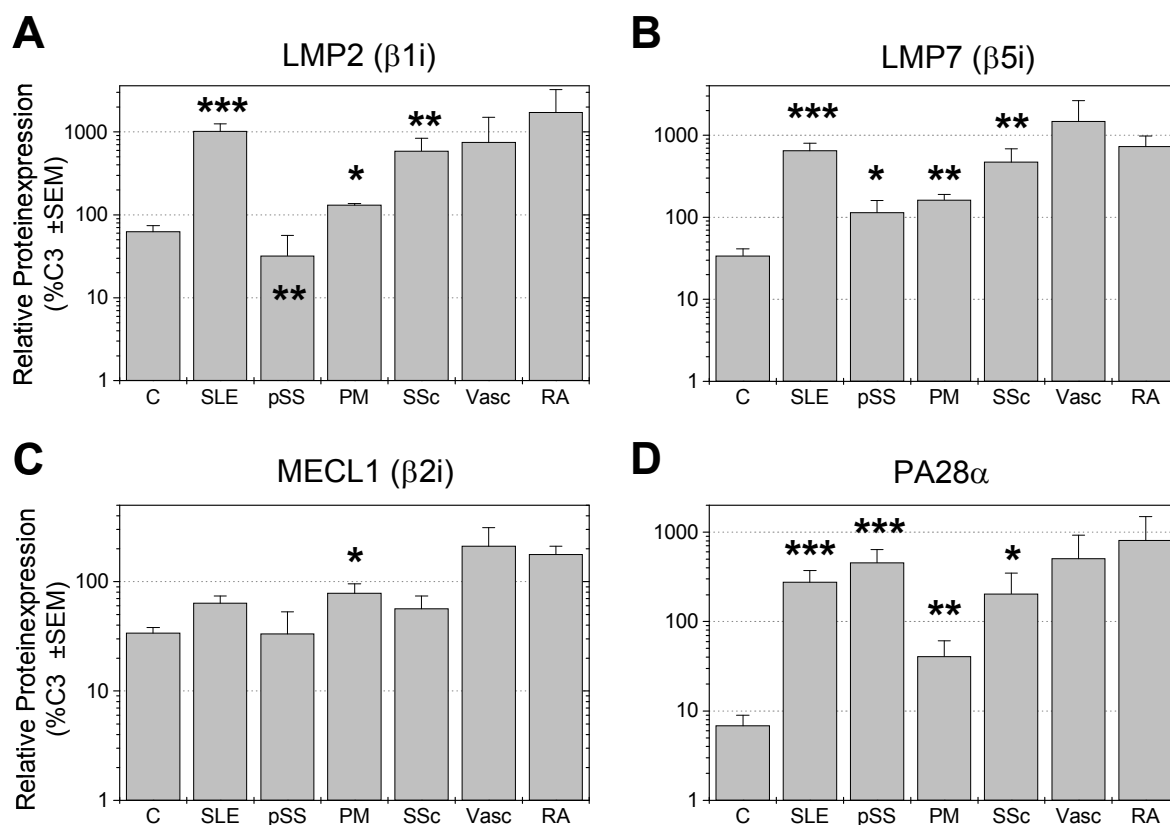 A
LMP2 (β1i)
Relative Proteinexpression
(%C3 ±SEM)
1000
100
10
1
***
**
*
**
C SLE pSS PM SSc Vasc RA
B
LMP7 (β5i)
1000
100
10
1
***
*
**
**
C SLE pSS PM SSc Vasc RA
C
MECL1 (β2i)
Relative Proteinexpression
(%C3 ±SEM)
100
10
1
*
C SLE pSS PM SSc Vasc RA
D
PA28α
1000
100
10
1
***
***
**
*
C SLE pSS PM SSc Vasc RA